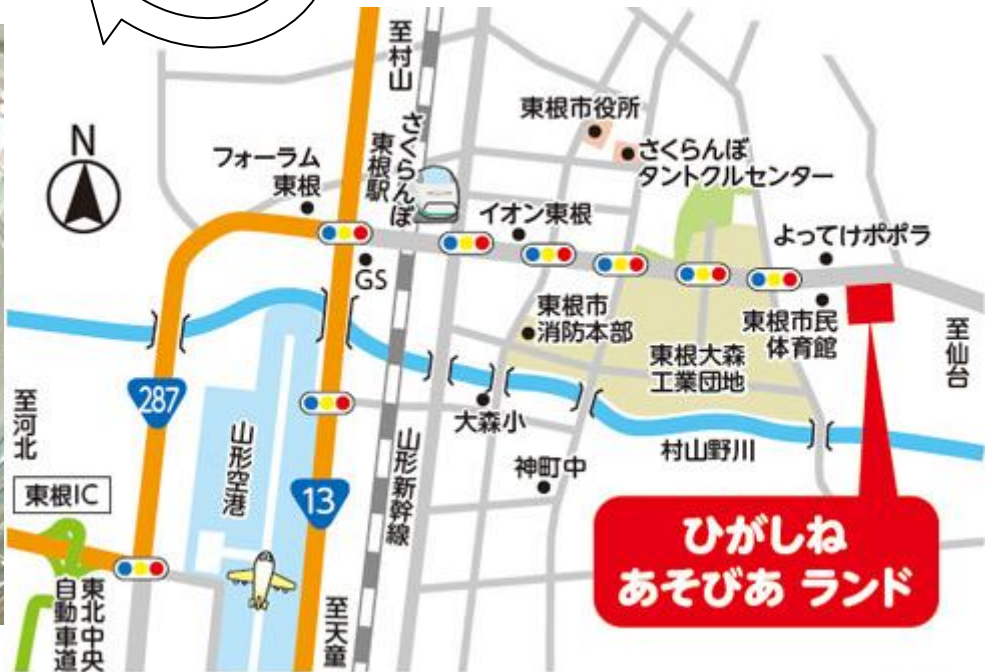 至村山
N
フォーラム
東根
さくらんぼ
東根駅
東根市役所
さくらんぼ
タントクルセンター
イオン東根
よってけポポラ
GS
東根市
消防本部
東根大森
工業団地
東根市民
体育館
至仙台
287
至河北
山形空港
大森小
村山野川
神町中
山形新幹線
13
東根IC
東北中央
自動車道
至天童
ひがしね
あそびあ ランド